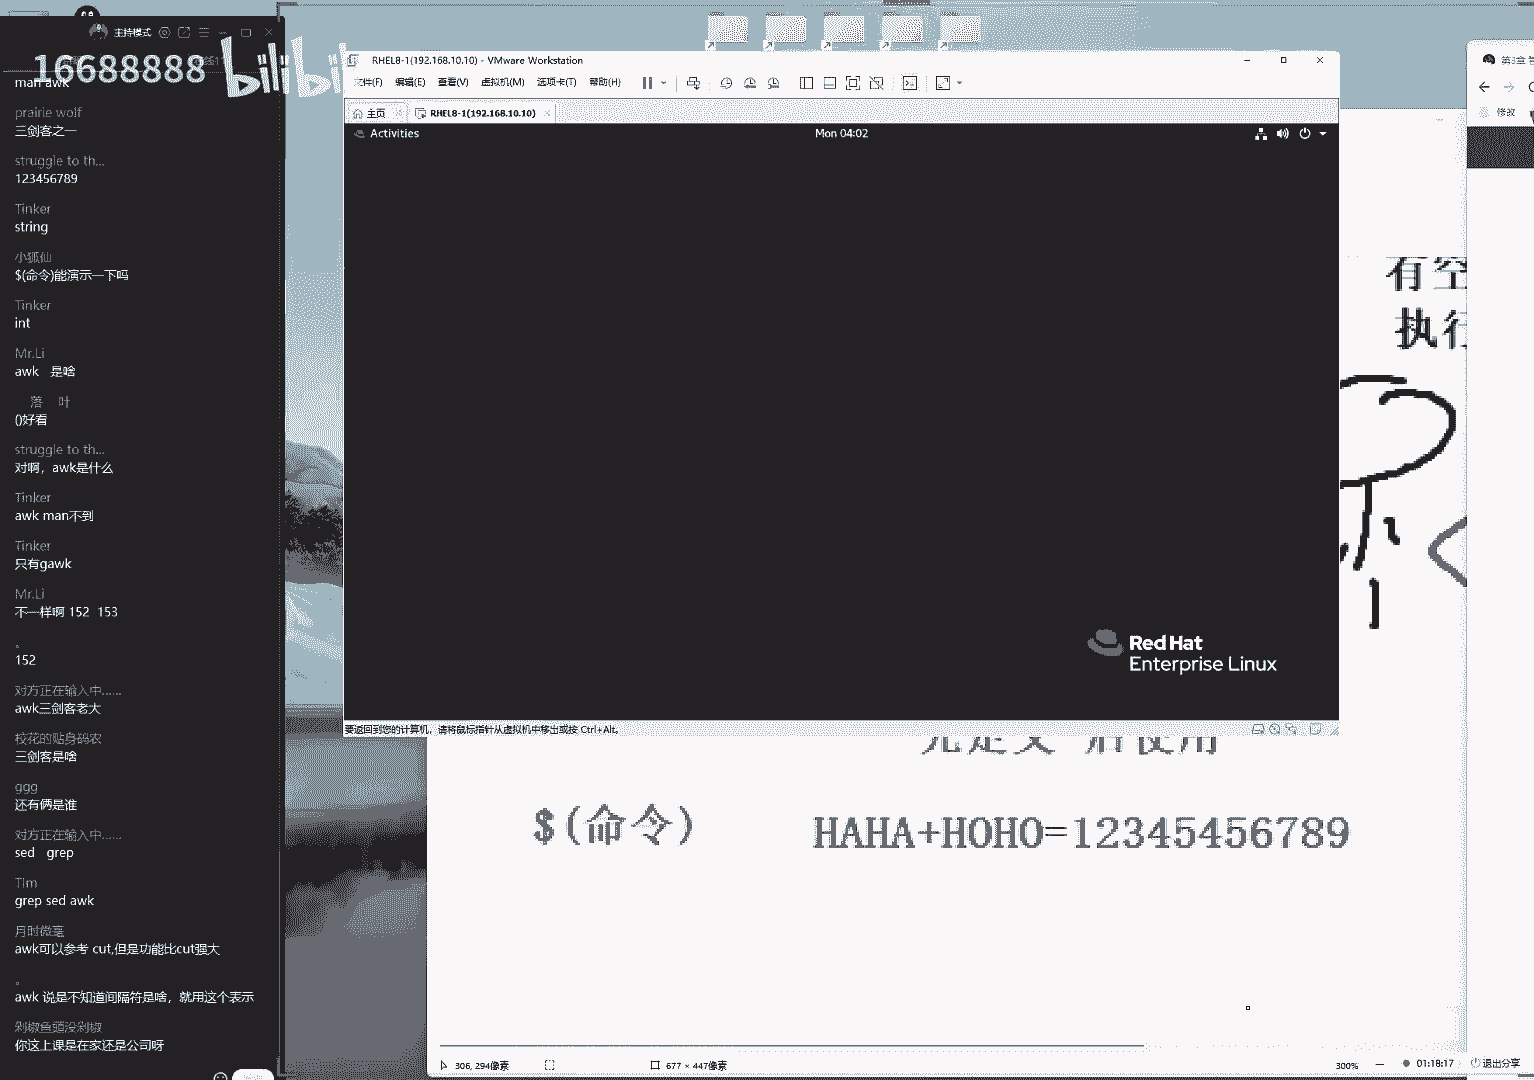 主持模式
16688888
bilibili
man awk
prairie wolf
三剑客之一
struggle to th...
123456789
Tinker
string
小狐仙
$(命令)能演示一下吗
Tinker
int
Mr.Li
awk 是啥
落 叶
()好看
struggle to th...
对啊，awk是什么
Tinker
awk man不到
Tinker
只有gawk
Mr.Li
不一样啊 152 153
。
152
对方正在输入中......
awk三剑客老大
校花的贴身码农
三剑客是啥
ggg
还有俩是谁
对方正在输入中......
sed grep
Tim
grep sed awk
月时微毫
awk可以参考 cut,但是功能比cut强大
。
awk 说是不知道间隔符是啥，就用这个表示
剁椒鱼頭没剁椒
你这上课是在家还是公司呀
RHEL8-1(192.168.10.10) - VMware Workstation
文件(F) 编辑(E) 查看(V) 虚拟机(M) 选项卡(T) 帮助(H)
主页 RHEL8-1(192.168.10.10)
Activities Mon 04:02
Red Hat
Enterprise Linux
要返回到您的计算机，请将鼠标指针从虚拟机中移出或按 Ctrl+Alt。
第3章
修改
有空
执行
先定义 后使用
$(命令) HAHA+HOHO=12345456789
306, 294像素 677 × 447像素 300% 01:18:17 退出分享